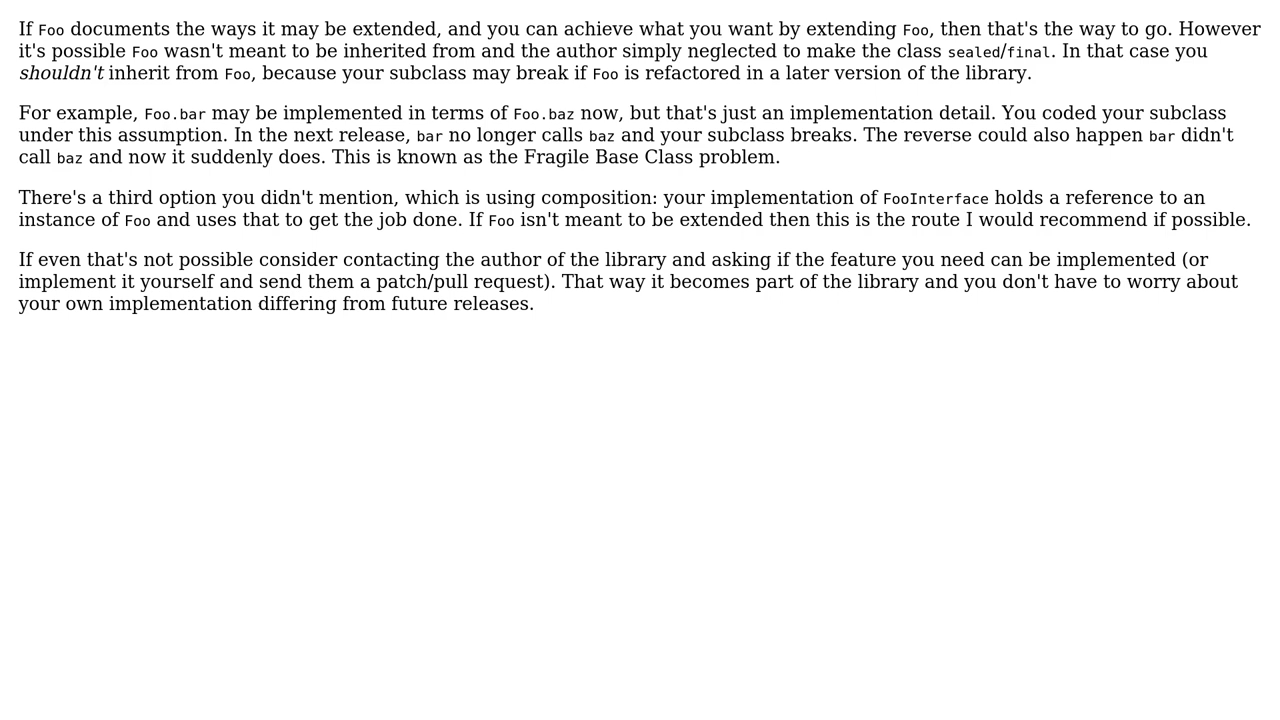 If Foo documents the ways it may be extended, and you can achieve what you want by extending Foo, then that's the way to go. However
it's possible Foo wasn't meant to be inherited from and the author simply neglected to make the class sealed/final. In that case you
shouldn't inherit from Foo, because your subclass may break if Foo is refactored in a later version of the library.
For example, Foo.bar may be implemented in terms of Foo.baz now, but that's just an implementation detail. You coded your subclass
under this assumption. In the next release, bar no longer calls baz and your subclass breaks. The reverse could also happen bar didn't
call baz and now it suddenly does. This is known as the Fragile Base Class problem.
There's a third option you didn't mention, which is using composition: your implementation of FooInterface holds a reference to an
instance of Foo and uses that to get the job done. If Foo isn't meant to be extended then this is the route I would recommend if possible.
If even that's not possible consider contacting the author of the library and asking if the feature you need can be implemented (or
implement it yourself and send them a patch/pull request). That way it becomes part of the library and you don't have to worry about
your own implementation differing from future releases.